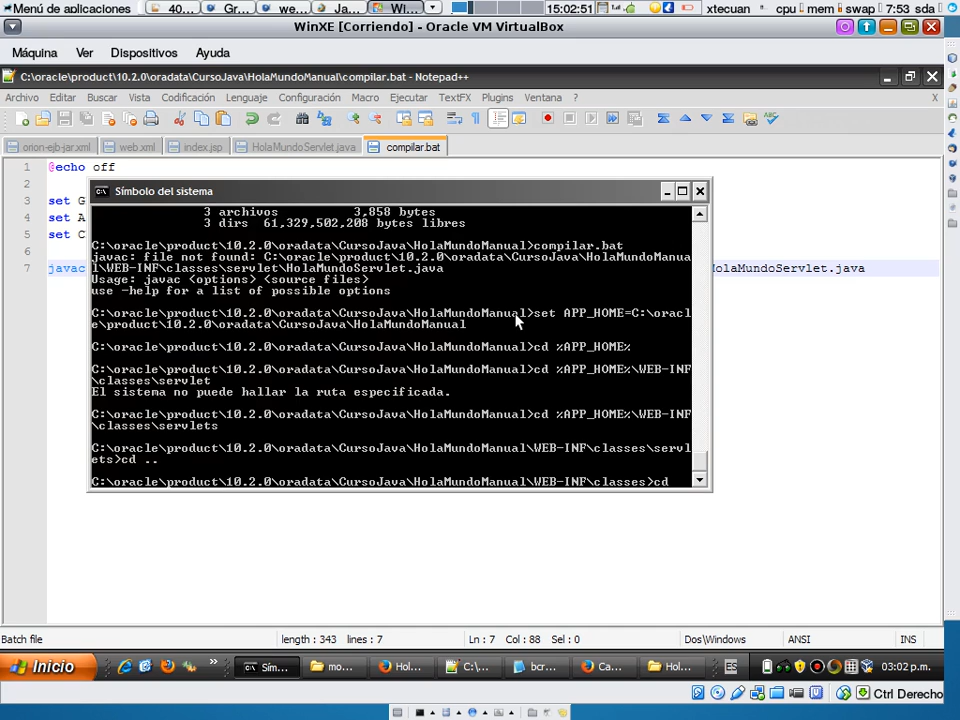 Menú de aplicaciones 40... Gr... we... Ja... Wi... 15:02:51 xtecuan cpu mem swap 7:53 sda
WinXE [Corriendo] - Oracle VM VirtualBox
Máquina Ver Dispositivos Ayuda
C:\oracle\product\10.2.0\oradata\CursoJava\HolaMundoManual\compilar.bat - Notepad++
Archivo Editar Buscar Vista Codificación Lenguaje Configuración Macro Ejecutar TextFX Plugins Ventana ? X
orion-ejb-jar.xml web.xml index.jsp HolaMundoServlet.java compilar.bat
1 @echo off
2
3 set G
4 set A
5 set C
6
7 javac HolaMundoServlet.java
Símbolo del sistema
3 archivos 3,858 bytes
3 dirs 61,329,502,208 bytes libres
C:\oracle\product\10.2.0\oradata\CursoJava\HolaMundoManual>compilar.bat
javac: file not found: C:\oracle\product\10.2.0\oradata\CursoJava\HolaMundoManua
l\WEB-INF\classes\servlet\HolaMundoServlet.java
Usage: javac <options> <source files>
use -help for a list of possible options
C:\oracle\product\10.2.0\oradata\CursoJava\HolaMundoManual>set APP_HOME=C:\oracl
e\product\10.2.0\oradata\CursoJava\HolaMundoManual
C:\oracle\product\10.2.0\oradata\CursoJava\HolaMundoManual>cd %APP_HOME%
C:\oracle\product\10.2.0\oradata\CursoJava\HolaMundoManual>cd %APP_HOME%\WEB-INF
\classes\servlet
El sistema no puede hallar la ruta especificada.
C:\oracle\product\10.2.0\oradata\CursoJava\HolaMundoManual>cd %APP_HOME%\WEB-INF
\classes\servlets
C:\oracle\product\10.2.0\oradata\CursoJava\HolaMundoManual\WEB-INF\classes\servl
ets>cd ..
C:\oracle\product\10.2.0\oradata\CursoJava\HolaMundoManual\WEB-INF\classes>cd
Batch file length : 343 lines : 7 Ln : 7 Col : 88 Sel : 0 Dos\Windows ANSI INS
Inicio » Sím... mo... Hol... C:\... bcr... Ca... Hol... ES 03:02 p.m.
Ctrl Derecho